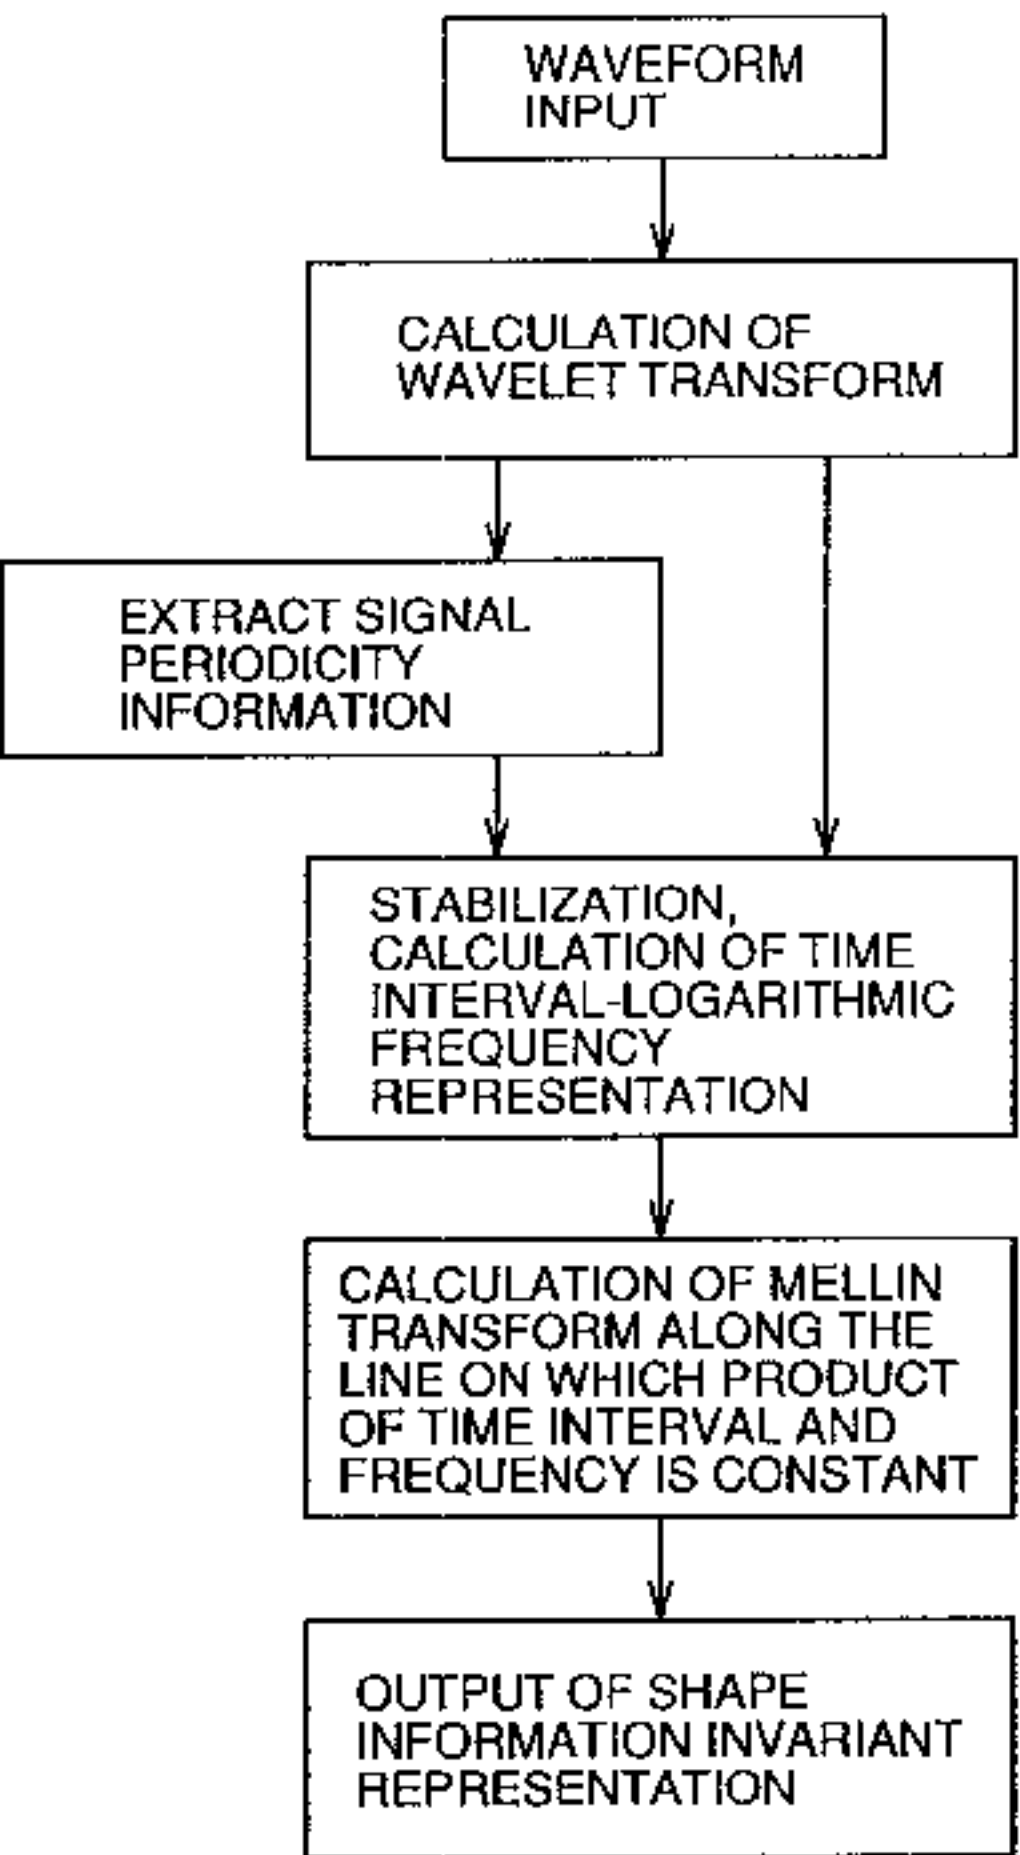 WAVEFORM
INPUT
CALCULATION OF
WAVELET TRANSFORM
EXTRACT SIGNAL
PERIODICITY
INFORMATION
STABILIZATION,
CALCULATION OF TIME
INTERVAL-LOGARITHMIC
FREQUENCY
REPRESENTATION
CALCULATION OF MELLIN
TRANSFORM ALONG THE
LINE ON WHICH PRODUCT
OF TIME INTERVAL AND
FREQUENCY IS CONSTANT
OUTPUT OF SHAPE
INFORMATION INVARIANT
REPRESENTATION